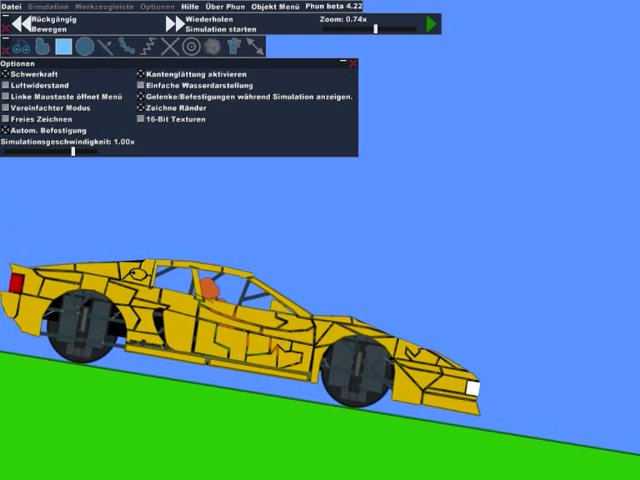 Datei Simulation Werkzeugleiste Optionen Hilfe Über Phun Objekt Menü Phun beta 4.22
Rückgängig Wiederholen Zoom: 0.74x
Bewegen Simulation starten
Optionen
Schwerkraft Kantenglättung aktivieren
Luftwiderstand Einfache Wasserdarstellung
Linke Maustaste öffnet Menü Gelenke/Befestigungen während Simulation anzeigen.
Vereinfachter Modus Zeichne Ränder
Freies Zeichnen 16-Bit Texturen
Autom. Befestigung
Simulationsgeschwindigkeit: 1.00x